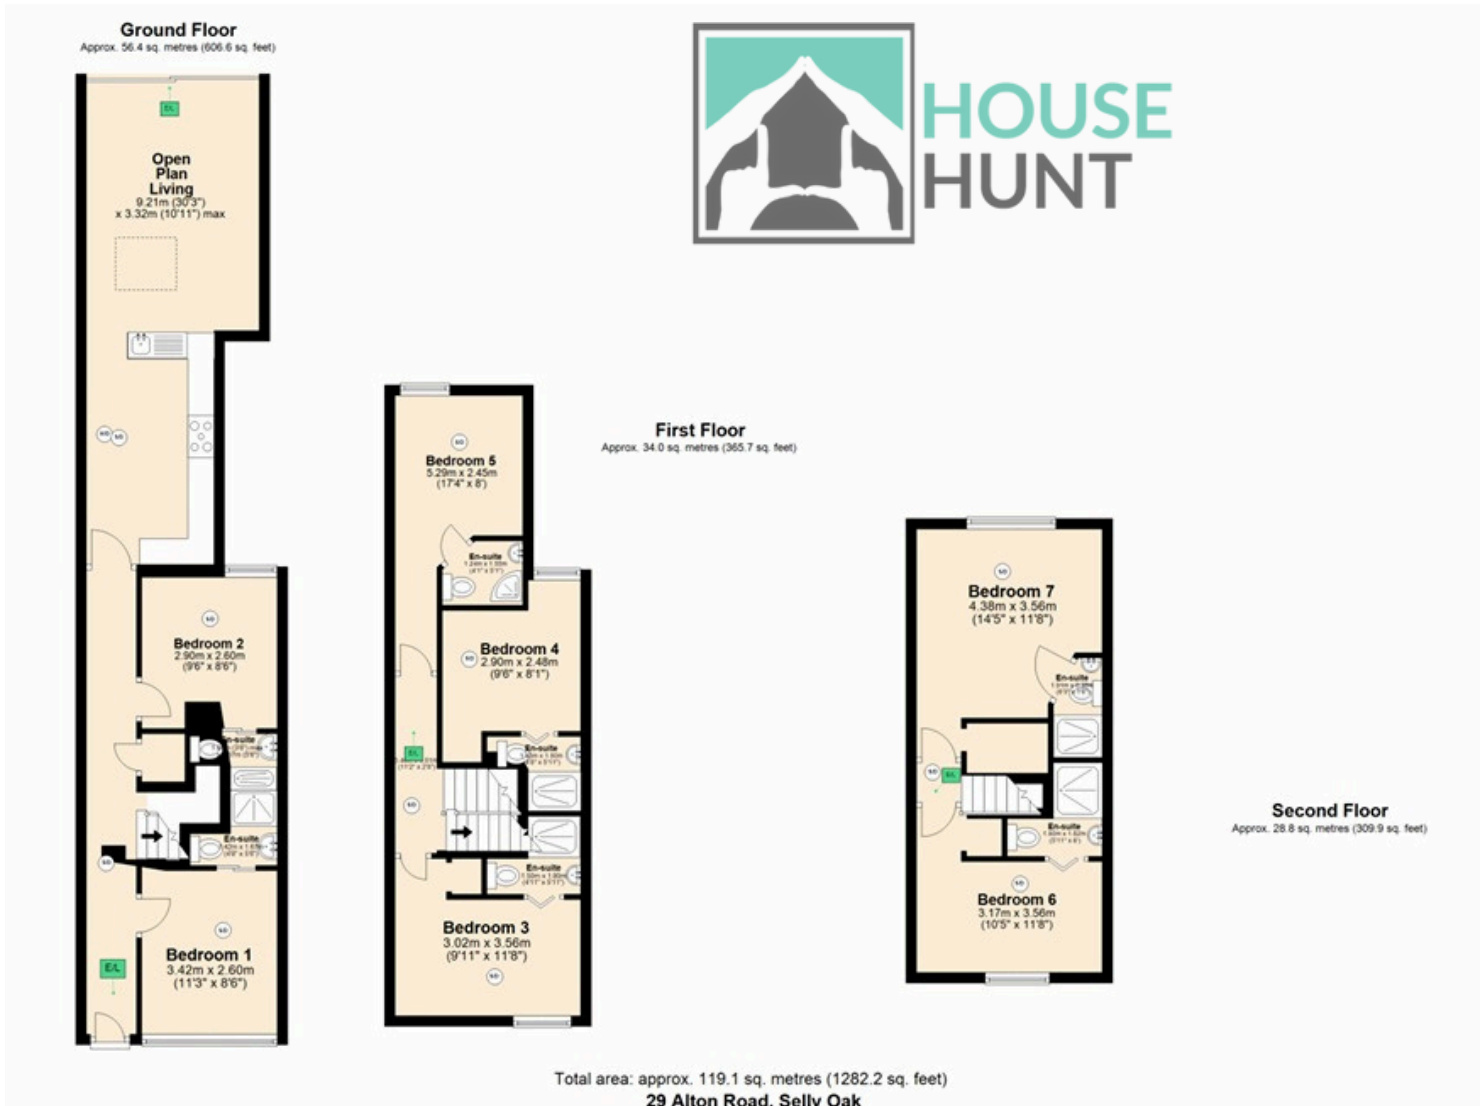 Ground Floor
Approx. 56.4 sq. metres (606.6 sq. feet)
HOUSE
HUNT
E/L
Open
Plan
Living
9.21m (30'3")
x 3.32m (10'11") max
Bedroom 2
2.90m x 2.60m
(9'6" x 8'6")
En-suite
En-suite
Bedroom 1
3.42m x 2.60m
(11'3" x 8'6")
E/L
First Floor
Approx. 34.0 sq. metres (365.7 sq. feet)
Bedroom 5
5.29m x 2.45m
(17'4" x 8')
En-suite
Bedroom 4
2.90m x 2.48m
(9'6" x 8'1")
En-suite
En-suite
(4'11" x 5'11")
Bedroom 3
3.02m x 3.56m
(9'11" x 11'8")
Bedroom 7
4.38m x 3.56m
(14'5" x 11'8")
En-suite
En-suite
Bedroom 6
3.17m x 3.56m
(10'5" x 11'8")
Second Floor
Approx. 28.8 sq. metres (309.9 sq. feet)
Total area: approx. 119.1 sq. metres (1282.2 sq. feet)
29 Alton Road, Selly Oak